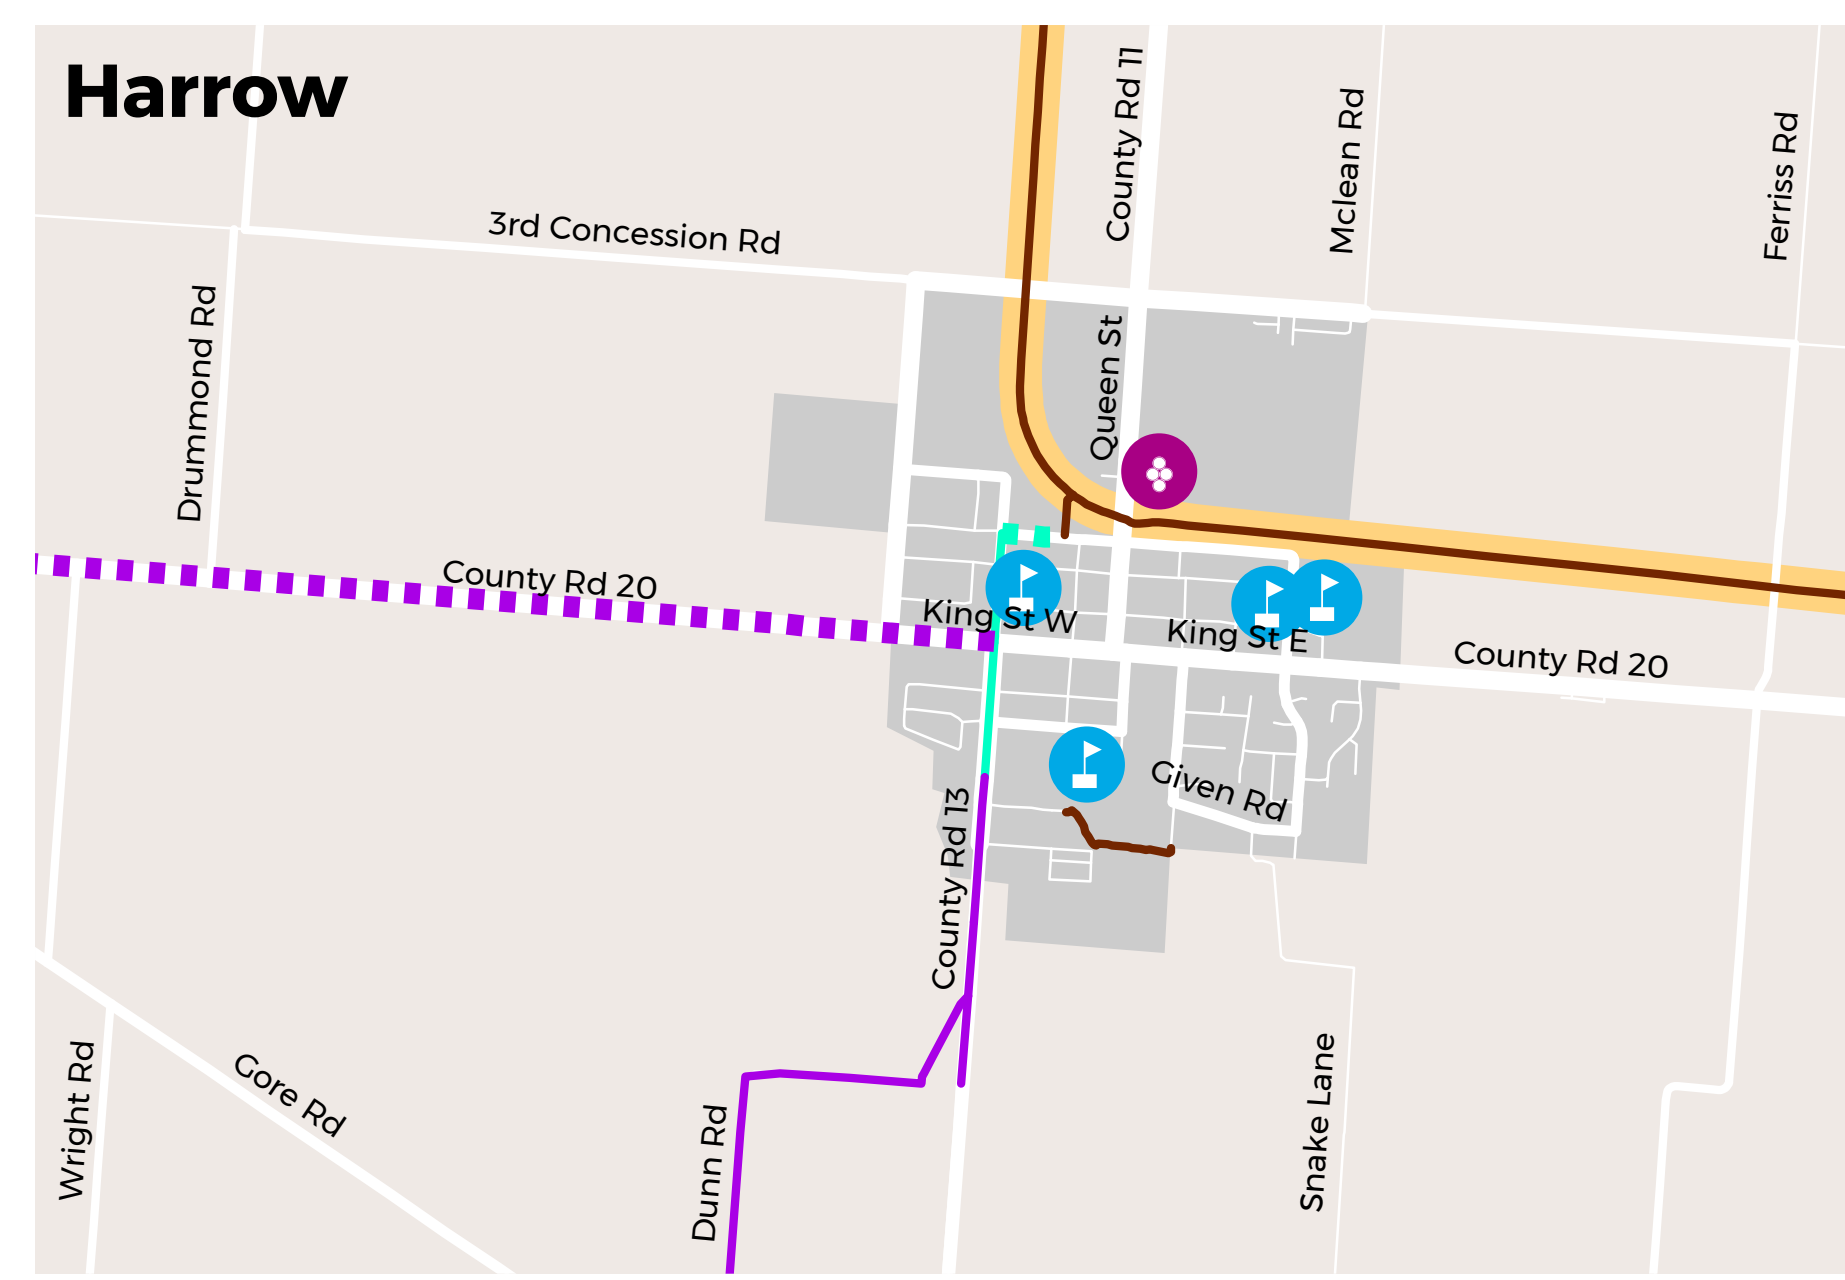 Harrow
County Rd 11
Mclean Rd
Ferriss Rd
3rd Concession Rd
Drummond Rd
Queen St
County Rd 20
King St W
King St E
County Rd 20
Given Rd
County Rd 13
Gore Rd
Wright Rd
Dunn Rd
Snake Lane